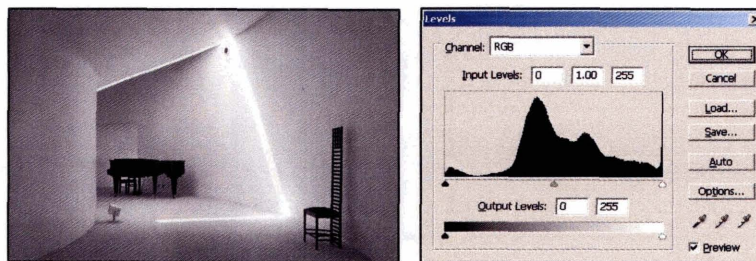 Levels
Channel: RGB
OK
Input Levels: 0 1.00 255
Cancel
Load...
Save...
Auto
Options...
Output Levels: 0 255
Preview